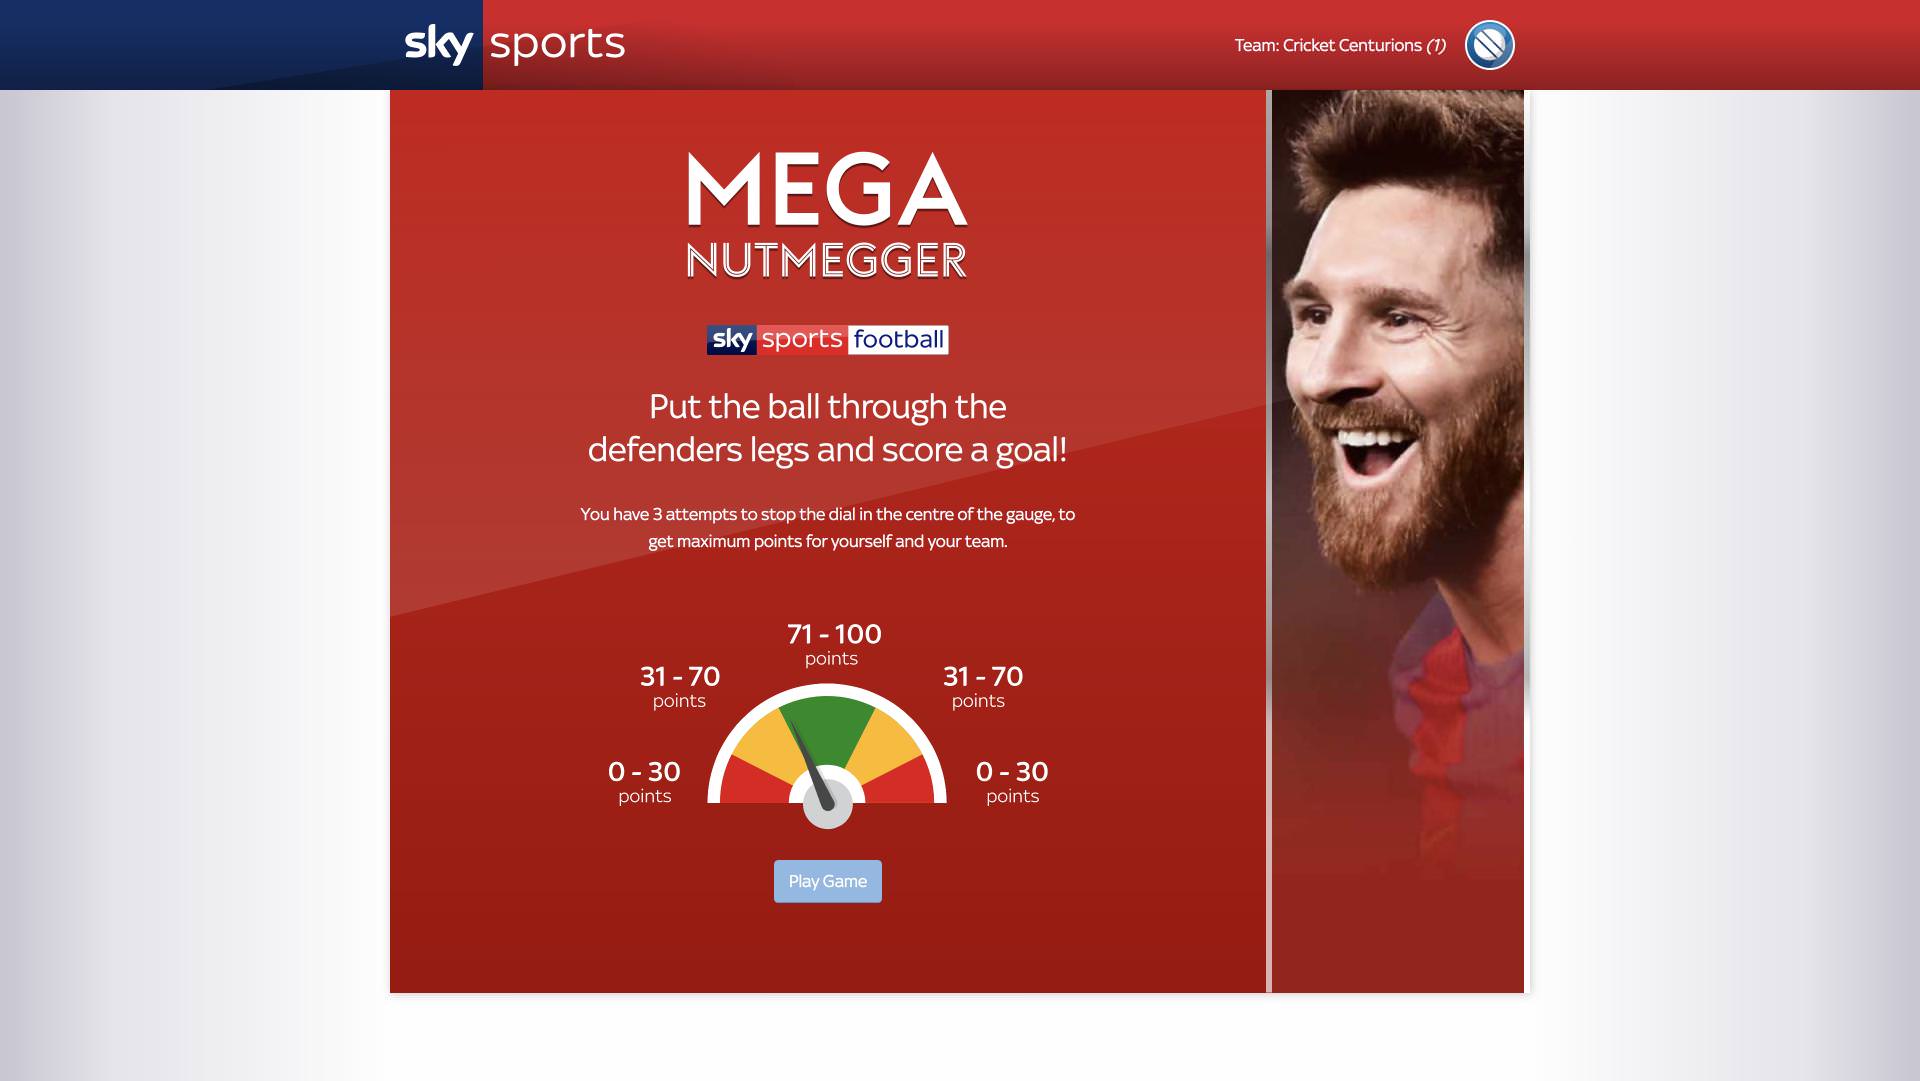 sky sports
Team: Cricket Centurions (1)
MEGA
NUTMEGGER
sky sports football
Put the ball through the
defenders legs and score a goal!
You have 3 attempts to stop the dial in the centre of the gauge, to
get maximum points for yourself and your team.
71 - 100
points
31 - 70
points
31 - 70
points
0 - 30
points
0 - 30
points
Play Game